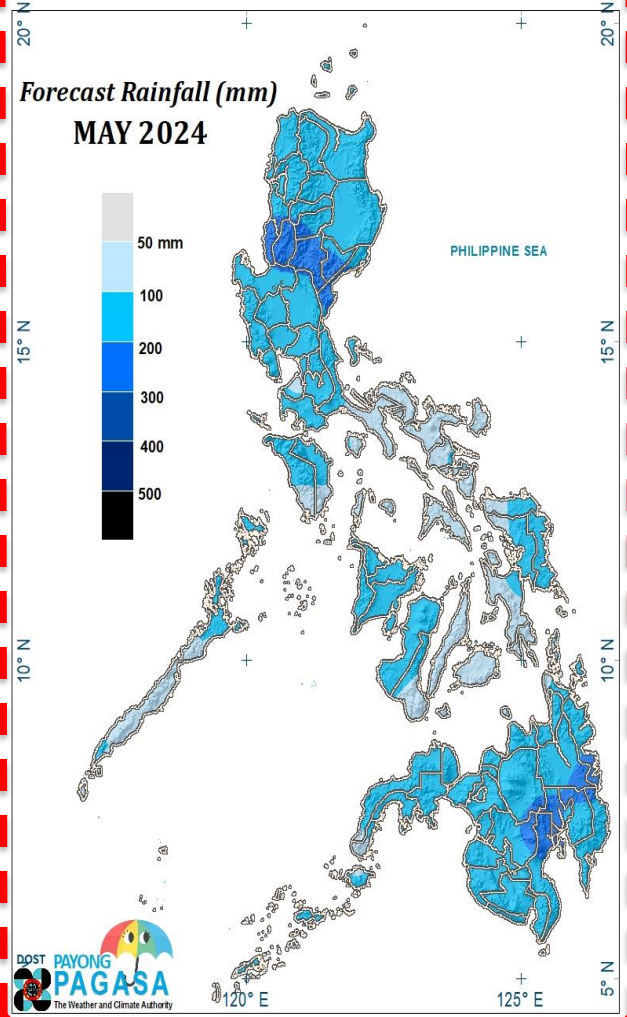 20° N
20° N
Forecast Rainfall (mm)
MAY 2024
50 mm
100
200
300
400
500
PHILIPPINE SEA
15° N
15° N
10° N
10° N
DOST
PAYONG
PAGASA
The Weather and Climate Authority
120° E
125° E
5° N